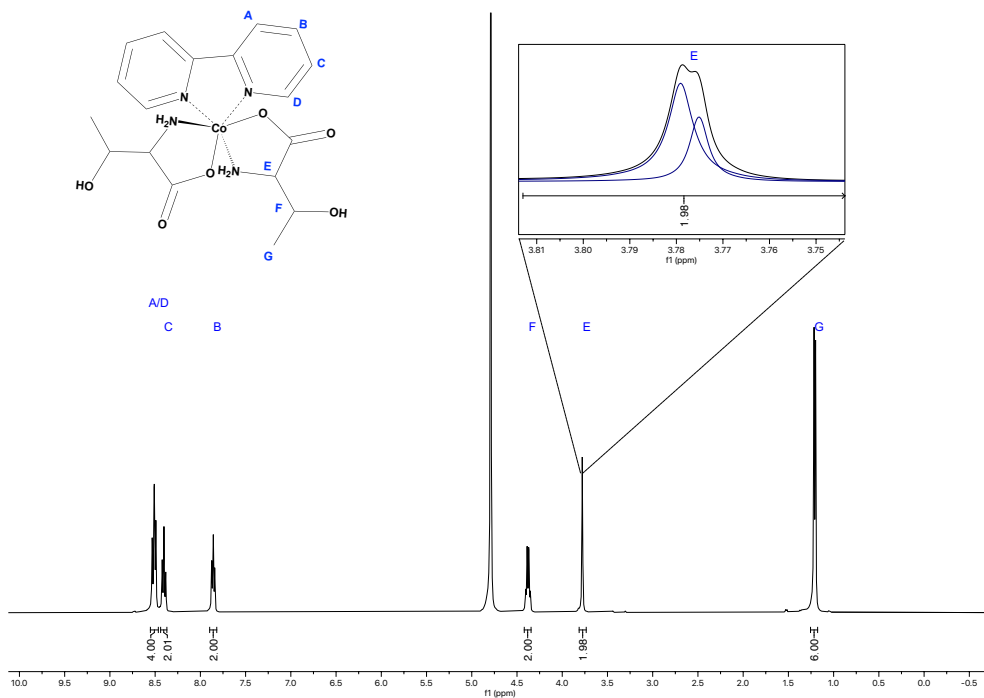 A
B
C
D
N
N
H2N
Co
O
O
O
H2N
E
HO
O
F
OH
G
E
1.98
3.81 3.80 3.79 3.78 3.77 3.76 3.75
f1 (ppm)
A/D
C B F E G
4.00
2.01
2.00
2.00
1.98
6.00
10.0 9.5 9.0 8.5 8.0 7.5 7.0 6.5 6.0 5.5 5.0 4.5 4.0 3.5 3.0 2.5 2.0 1.5 1.0 0.5 0.0 -0.5
f1 (ppm)